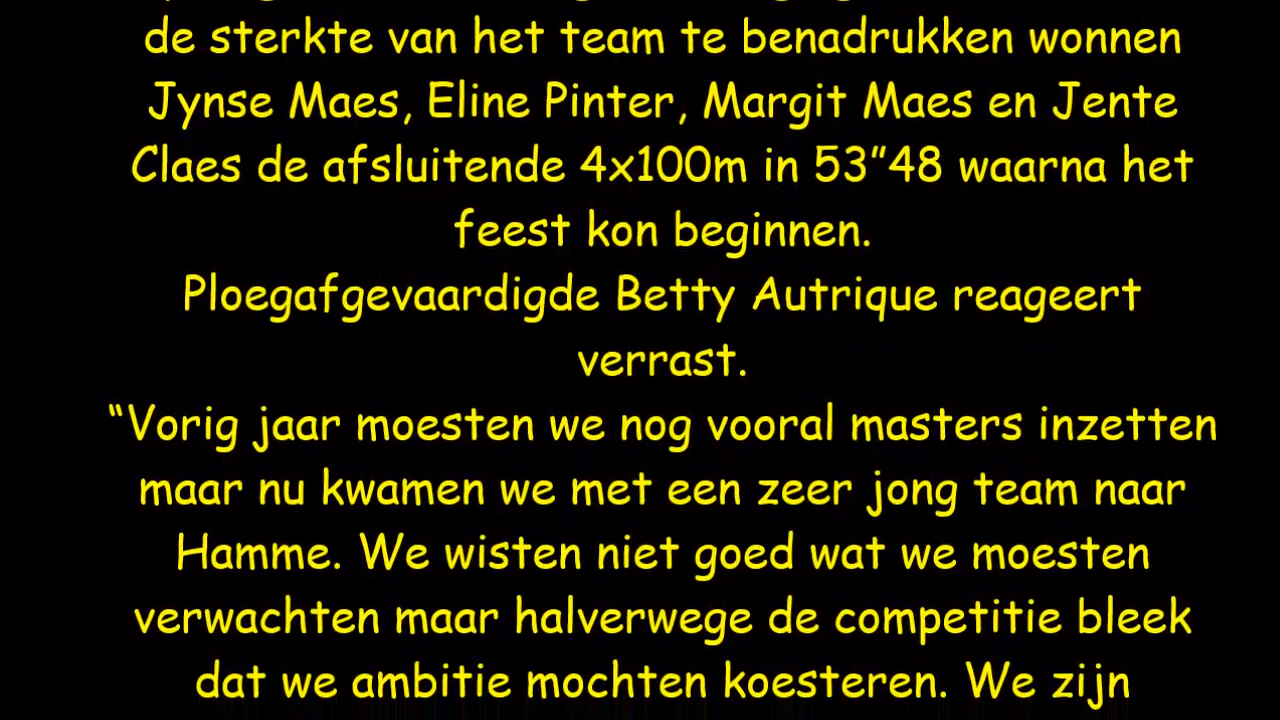 de sterkte van het team te benadrukken wonnen
Jynse Maes, Eline Pinter, Margit Maes en Jente
Claes de afsluitende 4x100m in 53”48 waarna het
feest kon beginnen.
Ploegafgevaardigde Betty Autrique reageert
verrast.
“Vorig jaar moesten we nog vooral masters inzetten
maar nu kwamen we met een zeer jong team naar
Hamme. We wisten niet goed wat we moesten
verwachten maar halverwege de competitie bleek
dat we ambitie mochten koesteren. We zijn